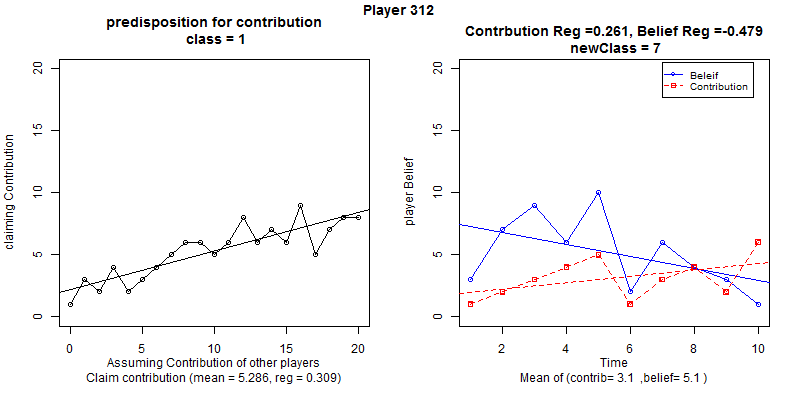 Player 312
predisposition for contribution
class = 1
claiming Contribution
20
15
10
5
0
0 5 10 15 20
Assuming Contribution of other players
Claim contribution (mean = 5.286, reg = 0.309)
Contrbution Reg =0.261, Belief Reg =-0.479
newClass = 7
player Belief
20
15
10
5
0
Beleif
Contribution
2 4 6 8 10
Time
Mean of (contrib= 3.1 ,belief= 5.1 )